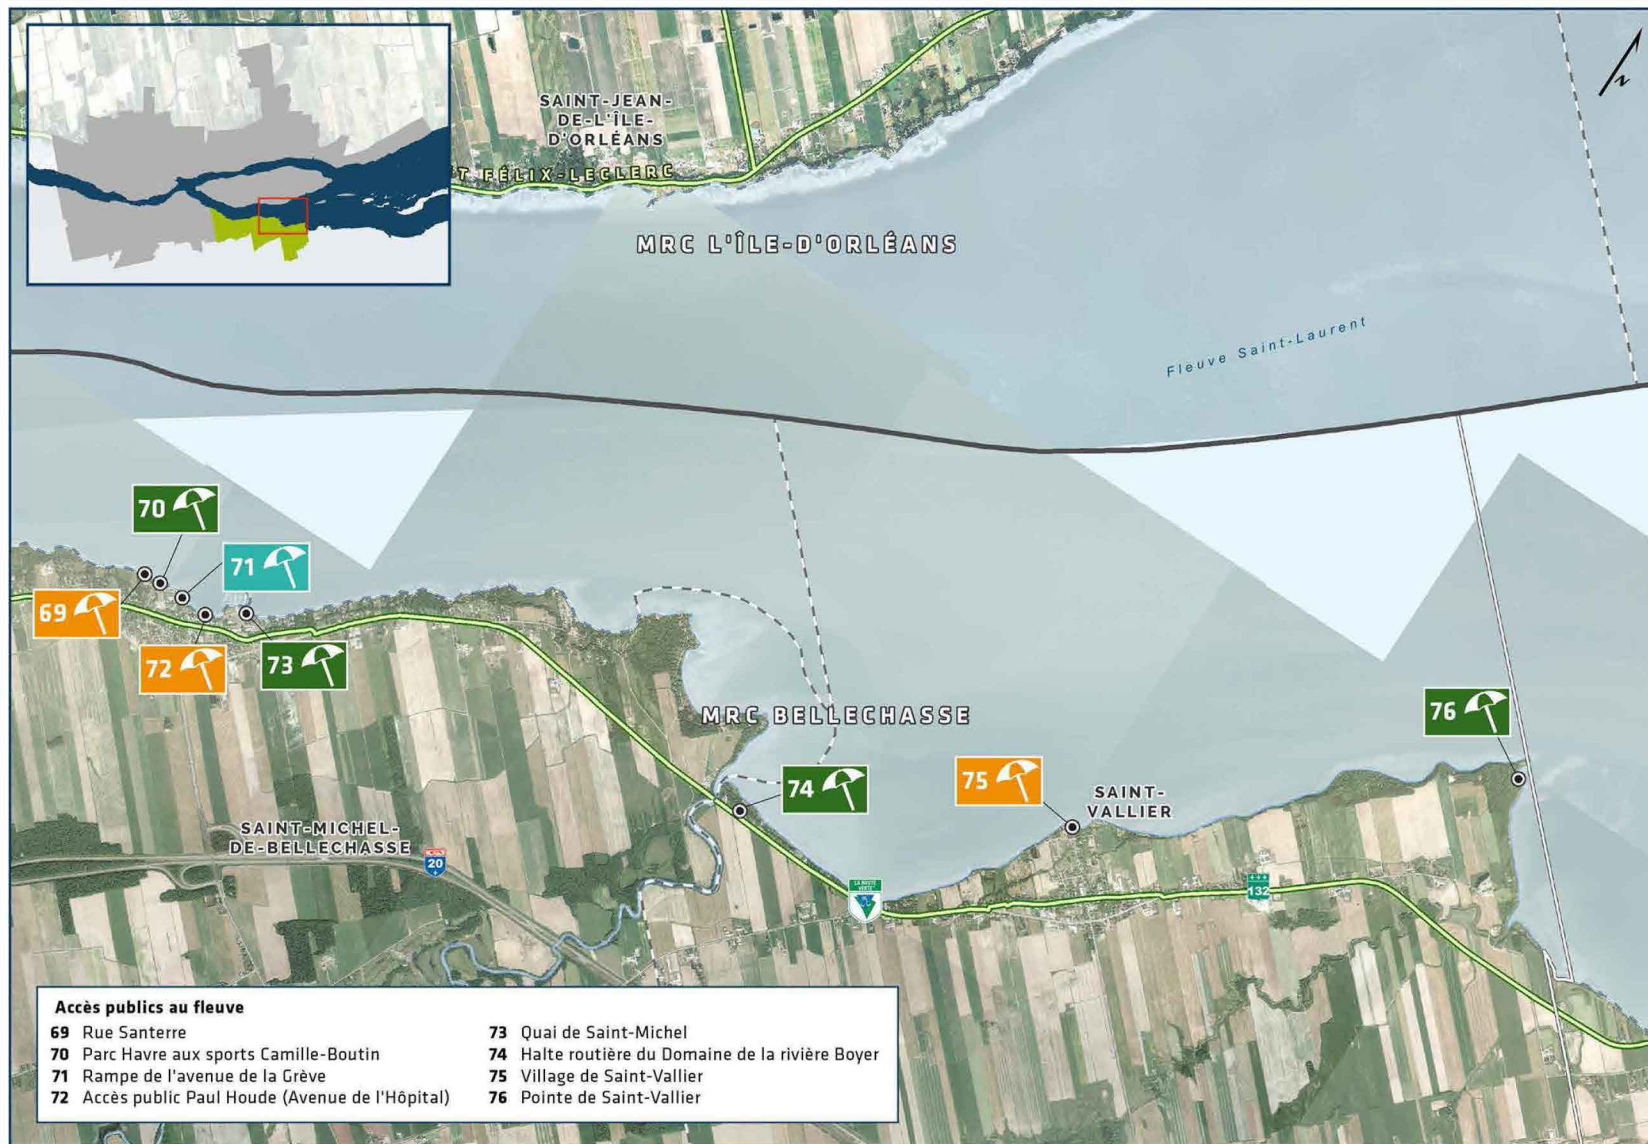 SAINT-JEAN-
DE-L'ÎLE-
D'ORLÉANS
T FÉLIX-LECLERC
MRC L'ÎLE-D'ORLÉANS
N
Fleuve Saint-Laurent
70
71
69
72
73
MRC BELLECHASSE
76
74
75
SAINT-
VALLIER
SAINT-MICHEL-
DE-BELLECHASSE
20
LA ROUTE
VERTE
132
Accès publics au fleuve
69 Rue Santerre
70 Parc Havre aux sports Camille-Boutin
71 Rampe de l'avenue de la Grève
72 Accès public Paul Houde (Avenue de l'Hôpital)
73 Quai de Saint-Michel
74 Halte routière du Domaine de la rivière Boyer
75 Village de Saint-Vallier
76 Pointe de Saint-Vallier